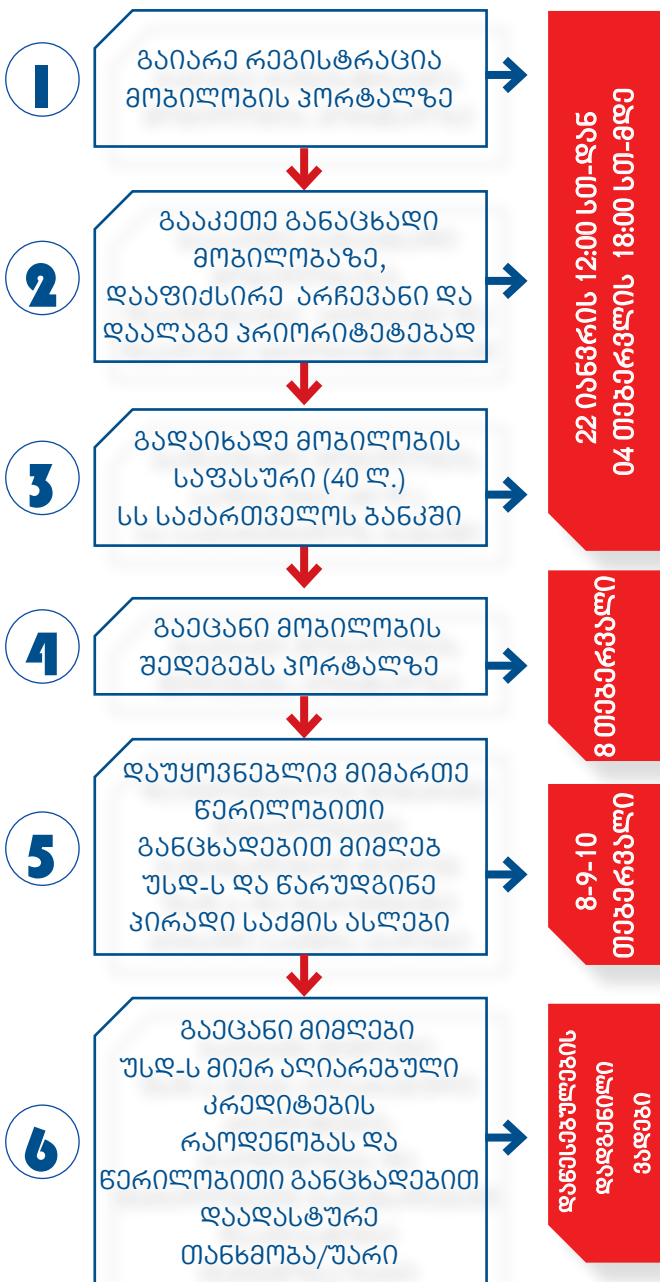 1
გაიარე რეგისტრაცია
მობილობის პორტალზე
2
გააკეთე განაცხადი
მობილობაზე,
დააფიქსირე არჩევანი და
დაალაგე პრიორიტეტებად
3
გადაიხადე მობილობის
საფასური (40 ლ.)
სს საქართველოს ბანკში
22 იანვრის 12:00 სთ-დან
04 თებერვლის 18:00 სთ-მდე
4
გაეცანი მობილობის
შედეგებს პორტალზე
8 თებერვალი
5
დაუყოვნებლივ მიმართე
წერილობითი
განცხადებით მიმღებ
უსდ-ს და წარუდგინე
პირადი საქმის ასლები
8-9-10
თებერვალი
6
გაეცანი მიმღები
უსდ-ს მიერ აღიარებული
კრედიტების
რაოდენობას და
წერილობითი განცხადებით
დაადასტურე
თანხმობა/უარი
დაწესებულების
დადგენილი
ვადები